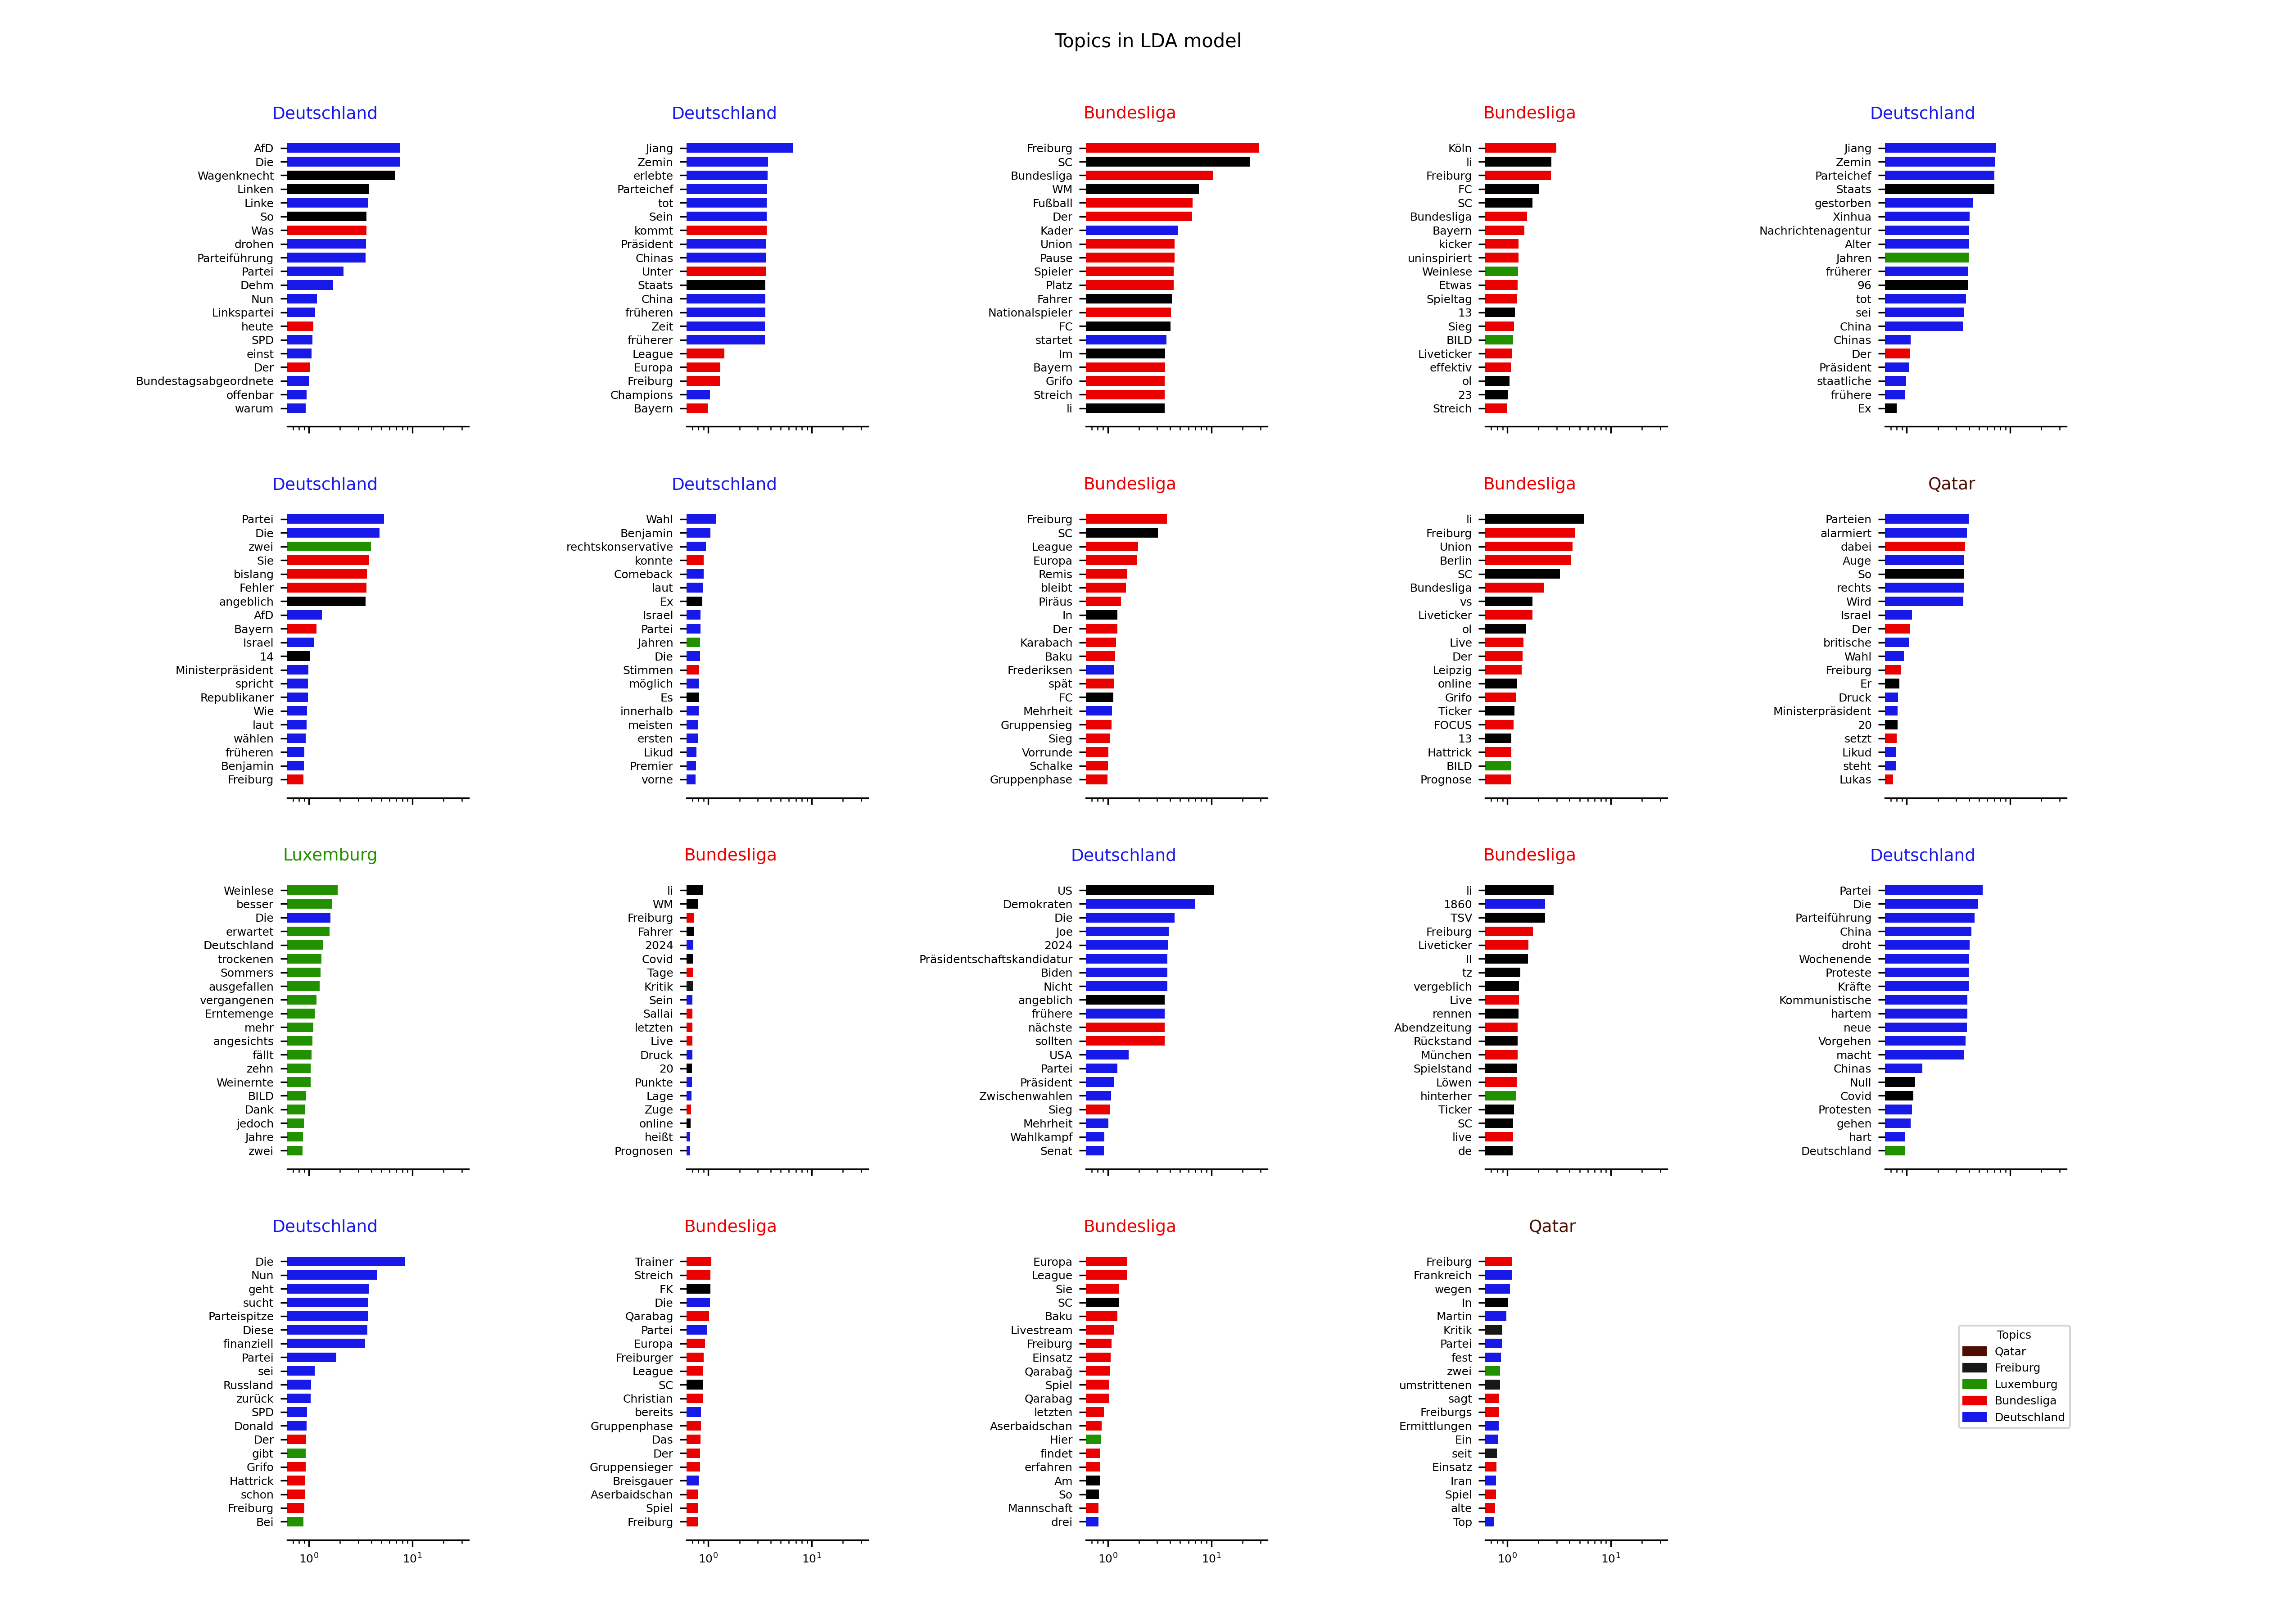 Topics in LDA model
Deutschland
AfD
Die
Wagenknecht
Linken
Linke
So
Was
drohen
Parteiführung
Partei
Dehm
Nun
Linkspartei
heute
SPD
einst
Der
Bundestagsabgeordnete
offenbar
warum
Deutschland
Jiang
Zemin
erlebte
Parteichef
tot
Sein
kommt
Präsident
Chinas
Unter
Staats
China
früheren
Zeit
früherer
League
Europa
Freiburg
Champions
Bayern
Bundesliga
Freiburg
SC
Bundesliga
WM
Fußball
Der
Kader
Union
Pause
Spieler
Platz
Fahrer
Nationalspieler
FC
startet
Im
Bayern
Grifo
Streich
li
Bundesliga
Köln
li
Freiburg
FC
SC
Bundesliga
Bayern
kicker
uninspiriert
Weinlese
Etwas
Spieltag
13
Sieg
BILD
Liveticker
effektiv
ol
23
Streich
Deutschland
Jiang
Zemin
Parteichef
Staats
gestorben
Xinhua
Nachrichtenagentur
Alter
Jahren
früherer
96
tot
sei
China
Chinas
Der
Präsident
staatliche
frühere
Ex
Deutschland
Partei
Die
zwei
Sie
bislang
Fehler
angeblich
AfD
Bayern
Israel
14
Ministerpräsident
spricht
Republikaner
Wie
laut
wählen
früheren
Benjamin
Freiburg
Deutschland
Wahl
Benjamin
rechtskonservative
konnte
Comeback
laut
Ex
Israel
Partei
Jahren
Die
Stimmen
möglich
Es
innerhalb
meisten
ersten
Likud
Premier
vorne
Bundesliga
Freiburg
SC
League
Europa
Remis
bleibt
Piräus
In
Der
Karabach
Baku
Frederiksen
spät
FC
Mehrheit
Gruppensieg
Sieg
Vorrunde
Schalke
Gruppenphase
Bundesliga
li
Freiburg
Union
Berlin
SC
Bundesliga
vs
Liveticker
ol
Live
Der
Leipzig
online
Grifo
Ticker
FOCUS
13
Hattrick
BILD
Prognose
Qatar
Parteien
alarmiert
dabei
Auge
So
rechts
Wird
Israel
Der
britische
Wahl
Freiburg
Er
Druck
Ministerpräsident
20
setzt
Likud
steht
Lukas
Luxemburg
Weinlese
besser
Die
erwartet
Deutschland
trockenen
Sommers
ausgefallen
vergangenen
Erntemenge
mehr
angesichts
fällt
zehn
Weinernte
BILD
Dank
jedoch
Jahre
zwei
Bundesliga
li
WM
Freiburg
Fahrer
2024
Covid
Tage
Kritik
Sein
Sallai
letzten
Live
Druck
20
Punkte
Lage
Zuge
online
heißt
Prognosen
Deutschland
US
Demokraten
Die
Joe
2024
Präsidentschaftskandidatur
Biden
Nicht
angeblich
frühere
nächste
sollten
USA
Partei
Präsident
Zwischenwahlen
Sieg
Mehrheit
Wahlkampf
Senat
Bundesliga
li
1860
TSV
Freiburg
Liveticker
II
tz
vergeblich
Live
rennen
Abendzeitung
Rückstand
München
Spielstand
Löwen
hinterher
Ticker
SC
live
de
Deutschland
Partei
Die
Parteiführung
China
droht
Wochenende
Proteste
Kräfte
Kommunistische
hartem
neue
Vorgehen
macht
Chinas
Null
Covid
Protesten
gehen
hart
Deutschland
Deutschland
Die
Nun
geht
sucht
Parteispitze
Diese
finanziell
Partei
sei
Russland
zurück
SPD
Donald
Der
gibt
Grifo
Hattrick
schon
Freiburg
Bei
10⁰ 10¹
Bundesliga
Trainer
Streich
FK
Die
Qarabag
Partei
Europa
Freiburger
League
SC
Christian
bereits
Gruppenphase
Das
Der
Gruppensieger
Breisgauer
Aserbaidschan
Spiel
Freiburg
10⁰ 10¹
Bundesliga
Europa
League
Sie
SC
Baku
Livestream
Freiburg
Einsatz
Qarabağ
Spiel
Qarabag
letzten
Aserbaidschan
Hier
findet
erfahren
Am
So
Mannschaft
drei
10⁰ 10¹
Qatar
Freiburg
Frankreich
wegen
In
Martin
Kritik
Partei
fest
zwei
umstrittenen
sagt
Freiburgs
Ermittlungen
Ein
seit
Einsatz
Iran
Spiel
alte
Top
10⁰ 10¹
Topics
Qatar
Freiburg
Luxemburg
Bundesliga
Deutschland